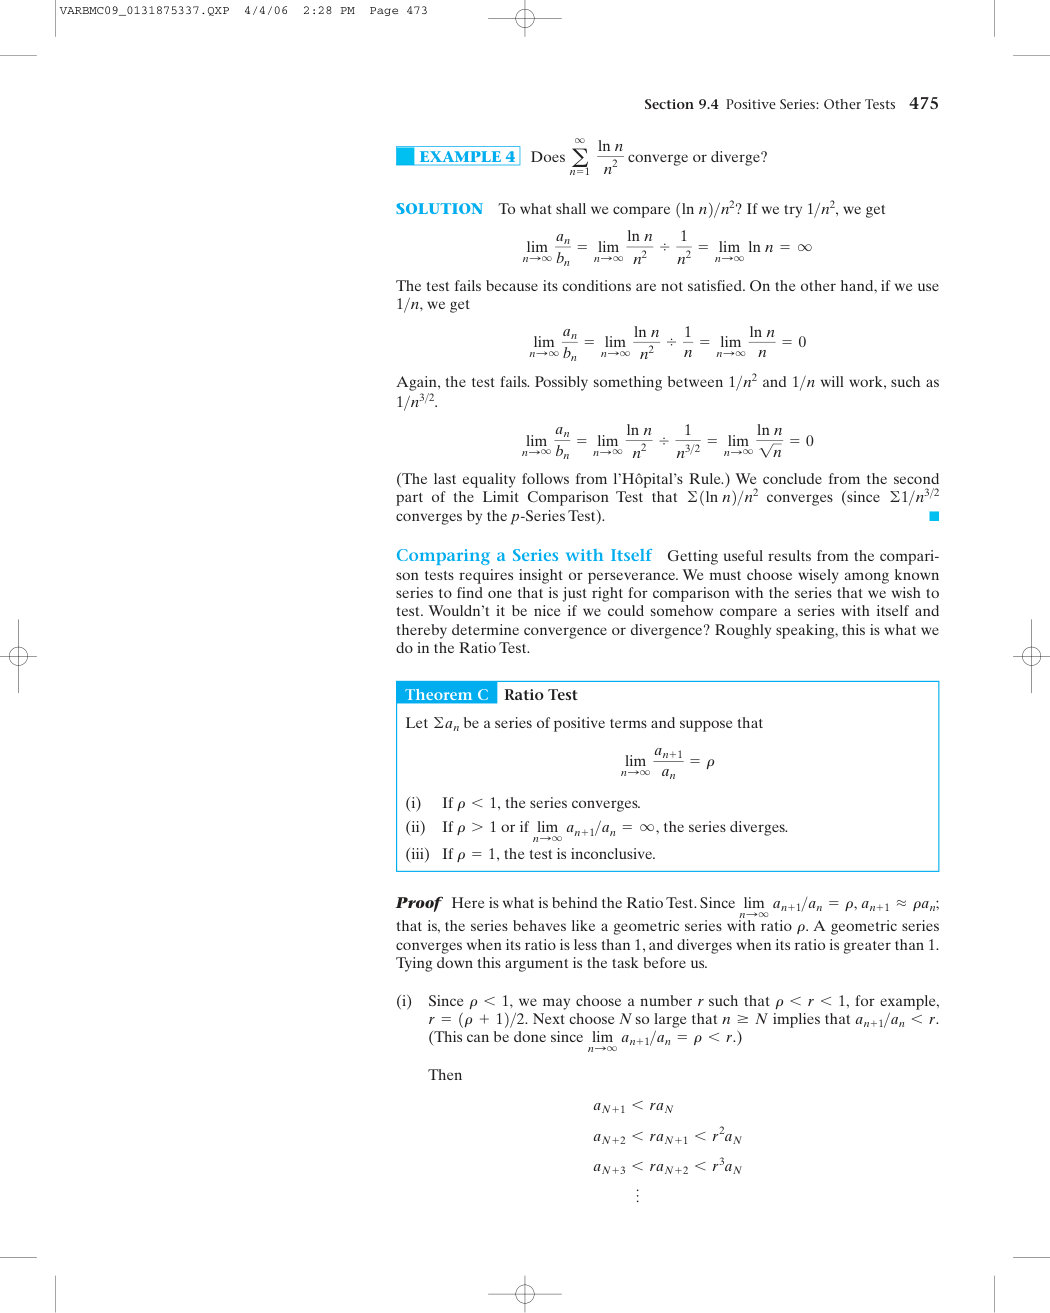 VARBMC09_0131875337.QXP 4/4/06 2:28 PM Page 473
Section 9.4 Positive Series: Other Tests 475
EXAMPLE 4 Does ∑_{n=1}^{∞} (ln n)/n² converge or diverge?
SOLUTION To what shall we compare (ln n)/n²? If we try 1/n², we get
lim_{n→∞} a_n/b_n = lim_{n→∞} (ln n)/n² ÷ 1/n² = lim_{n→∞} ln n = ∞
The test fails because its conditions are not satisfied. On the other hand, if we use
1/n, we get
lim_{n→∞} a_n/b_n = lim_{n→∞} (ln n)/n² ÷ 1/n = lim_{n→∞} (ln n)/n = 0
Again, the test fails. Possibly something between 1/n² and 1/n will work, such as
1/n^{3/2}.
lim_{n→∞} a_n/b_n = lim_{n→∞} (ln n)/n² ÷ 1/n^{3/2} = lim_{n→∞} (ln n)/√n = 0
(The last equality follows from l'Hôpital's Rule.) We conclude from the second
part of the Limit Comparison Test that Σ(ln n)/n² converges (since Σ1/n^{3/2}
converges by the p-Series Test).
Comparing a Series with Itself Getting useful results from the compari-
son tests requires insight or perseverance. We must choose wisely among known
series to find one that is just right for comparison with the series that we wish to
test. Wouldn't it be nice if we could somehow compare a series with itself and
thereby determine convergence or divergence? Roughly speaking, this is what we
do in the Ratio Test.
Theorem C Ratio Test
Let Σa_n be a series of positive terms and suppose that
lim_{n→∞} a_{n+1}/a_n = ρ
(i) If ρ < 1, the series converges.
(ii) If ρ > 1 or if lim_{n→∞} a_{n+1}/a_n = ∞, the series diverges.
(iii) If ρ = 1, the test is inconclusive.
Proof Here is what is behind the Ratio Test. Since lim_{n→∞} a_{n+1}/a_n = ρ, a_{n+1} ≈ ρa_n;
that is, the series behaves like a geometric series with ratio ρ. A geometric series
converges when its ratio is less than 1, and diverges when its ratio is greater than 1.
Tying down this argument is the task before us.
(i) Since ρ < 1, we may choose a number r such that ρ < r < 1, for example,
r = (ρ + 1)/2. Next choose N so large that n ≥ N implies that a_{n+1}/a_n < r.
(This can be done since lim_{n→∞} a_{n+1}/a_n = ρ < r.)
Then
a_{N+1} < ra_N
a_{N+2} < ra_{N+1} < r²a_N
a_{N+3} < ra_{N+2} < r³a_N
⋮